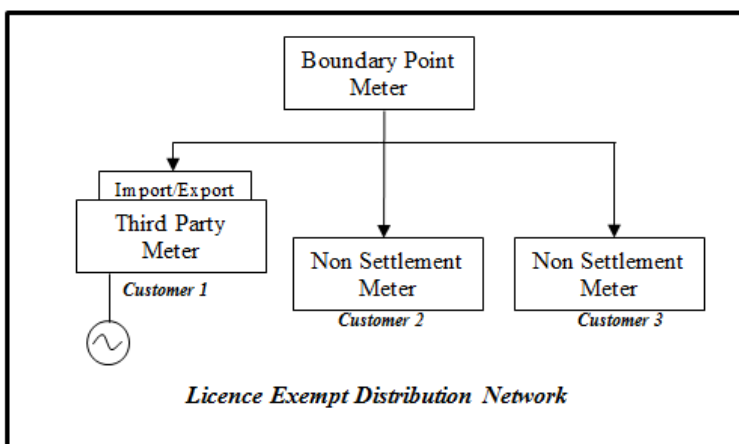 Boundary Point
Meter
Import/Export
Third Party
Meter
Customer 1
Non Settlement
Meter
Customer 2
Non Settlement
Meter
Customer 3
Licence Exempt Distribution Network